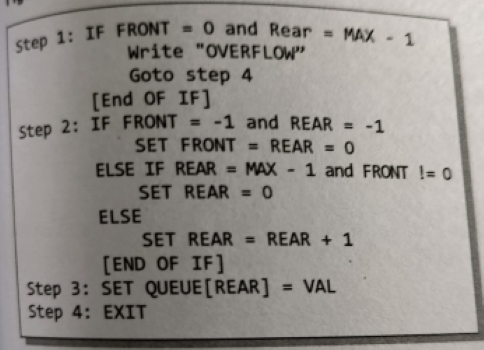 Step 1: IF FRONT = 0 and Rear = MAX - 1
Write "OVERFLOW"
Goto step 4
[End OF IF]
Step 2: IF FRONT = -1 and REAR = -1
SET FRONT = REAR = 0
ELSE IF REAR = MAX - 1 and FRONT != 0
SET REAR = 0
ELSE
SET REAR = REAR + 1
[END OF IF]
Step 3: SET QUEUE[REAR] = VAL
Step 4: EXIT